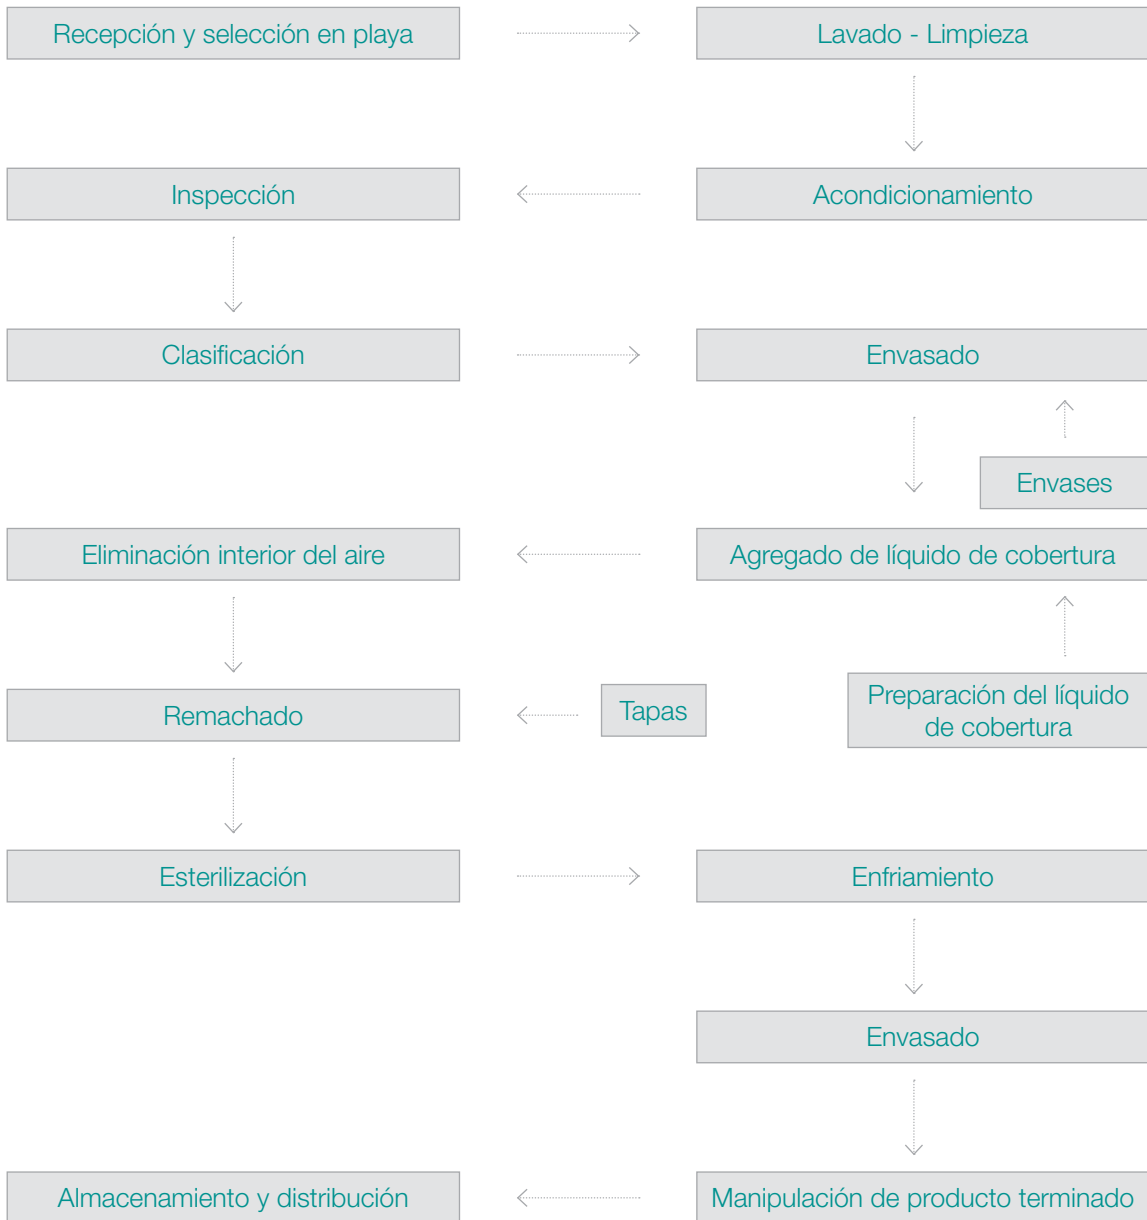 Recepción y selección en playa
Lavado - Limpieza
Inspección
Acondicionamiento
Clasificación
Envasado
Envases
Eliminación interior del aire
Agregado de líquido de cobertura
Remachado
Tapas
Preparación del líquido
de cobertura
Esterilización
Enfriamiento
Envasado
Almacenamiento y distribución
Manipulación de producto terminado